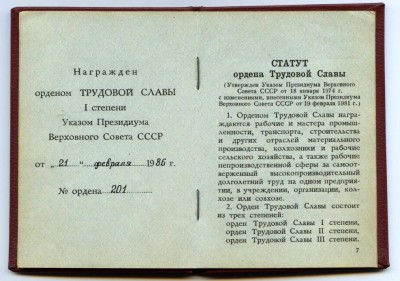 Награжден
орденом ТРУДОВОЙ СЛАВЫ
I степени
Указом Президиума
Верховного Совета СССР
от „21“ февраля 1986 г.
№ ордена 201
СТАТУТ
ордена Трудовой Славы
(Утвержден Указом Президиума Верховного
Совета СССР от 18 января 1974 г.
с изменениями, внесенными Указом Президиума
Верховного Совета СССР от 19 февраля 1981 г.)
1. Орденом Трудовой Славы награ-
ждаются рабочие и мастера промыш-
ленности, транспорта, строительства
и других отраслей материального
производства, колхозники и рабочие
сельского хозяйства, а также рабочие
непроизводственной сферы за само-
отверженный высокопроизводительный
долголетний труд на одном предприя-
тии, в учреждении, организации, кол-
хозе или совхозе.
2. Орден Трудовой Славы состоит
из трех степеней:
орден Трудовой Славы I степени,
орден Трудовой Славы II степени,
орден Трудовой Славы III степени.
7